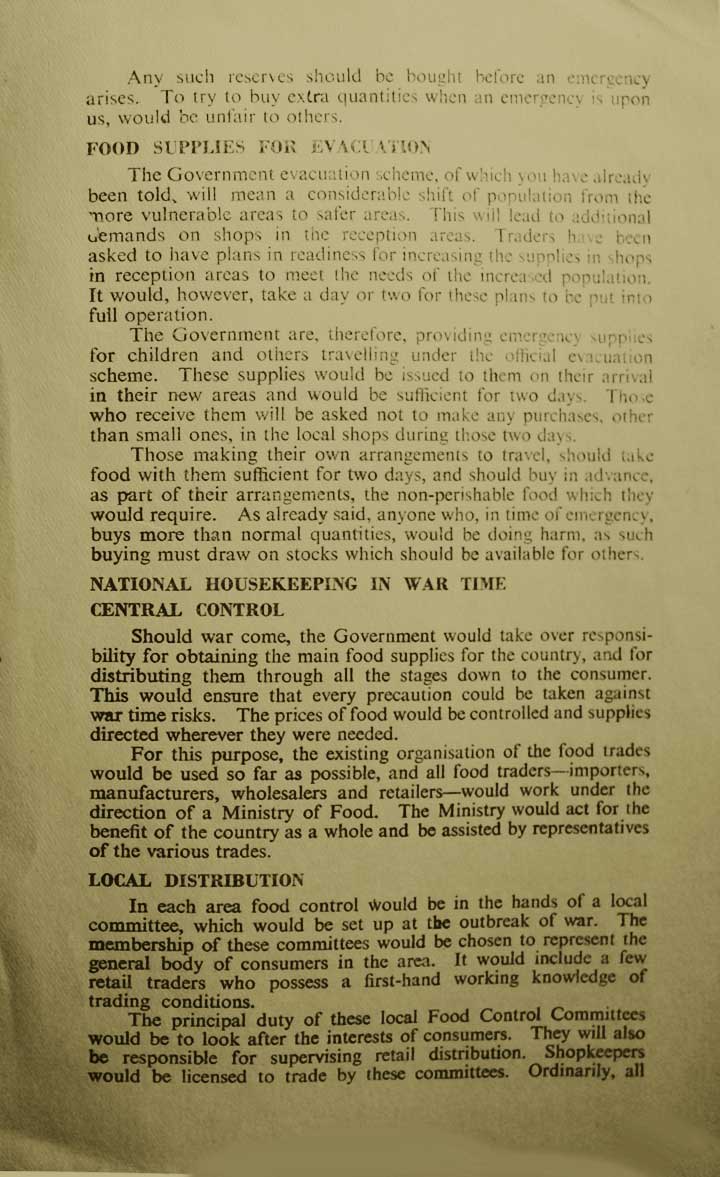 Any such reserves should be bought before an emergency
arises. To try to buy extra quantities when an emergency is upon
us, would be unfair to others.
FOOD SUPPLIES FOR EVACUATION
The Government evacuation scheme, of which you have already
been told, will mean a considerable shift of population from the
more vulnerable areas to safer areas. This will lead to additional
demands on shops in the reception areas. Traders have been
asked to have plans in readiness for increasing the supplies in shops
in reception areas to meet the needs of the increased population.
It would, however, take a day or two for these plans to be put into
full operation.
The Government are, therefore, providing emergency supplies
for children and others travelling under the official evacuation
scheme. These supplies would be issued to them on their arrival
in their new areas and would be sufficient for two days. Those
who receive them will be asked not to make any purchases, other
than small ones, in the local shops during those two days.
Those making their own arrangements to travel, should take
food with them sufficient for two days, and should buy in advance,
as part of their arrangements, the non-perishable food which they
would require. As already said, anyone who, in time of emergency,
buys more than normal quantities, would be doing harm, as such
buying must draw on stocks which should be available for others.
NATIONAL HOUSEKEEPING IN WAR TIME
CENTRAL CONTROL
Should war come, the Government would take over responsi-
bility for obtaining the main food supplies for the country, and for
distributing them through all the stages down to the consumer.
This would ensure that every precaution could be taken against
war time risks. The prices of food would be controlled and supplies
directed wherever they were needed.
For this purpose, the existing organisation of the food trades
would be used so far as possible, and all food traders—importers,
manufacturers, wholesalers and retailers—would work under the
direction of a Ministry of Food. The Ministry would act for the
benefit of the country as a whole and be assisted by representatives
of the various trades.
LOCAL DISTRIBUTION
In each area food control would be in the hands of a local
committee, which would be set up at the outbreak of war. The
membership of these committees would be chosen to represent the
general body of consumers in the area. It would include a few
retail traders who possess a first-hand working knowledge of
trading conditions.
The principal duty of these local Food Control Committees
would be to look after the interests of consumers. They will also
be responsible for supervising retail distribution. Shopkeepers
would be licensed to trade by these committees. Ordinarily, all